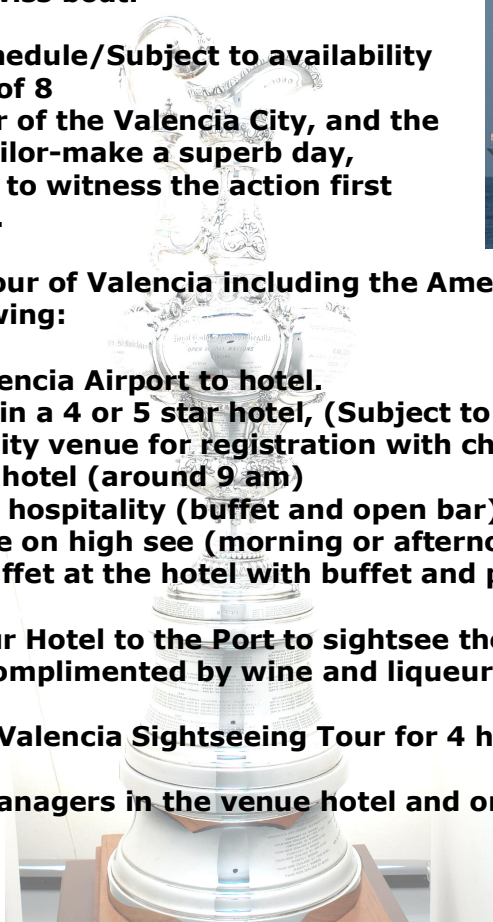 hedule/Subject to availability
of 8
r of the Valencia City, and the
ilor-make a superb day,
to witness the action first
our of Valencia including the Ame
wing:
encia Airport to hotel.
in a 4 or 5 star hotel, (Subject to
ity venue for registration with ch
hotel (around 9 am)
hospitality (buffet and open bar)
e on high see (morning or afterno
ffet at the hotel with buffet and p
ur Hotel to the Port to sightsee the
omplimented by wine and liqueur
Valencia Sightseeing Tour for 4 h
anagers in the venue hotel and or